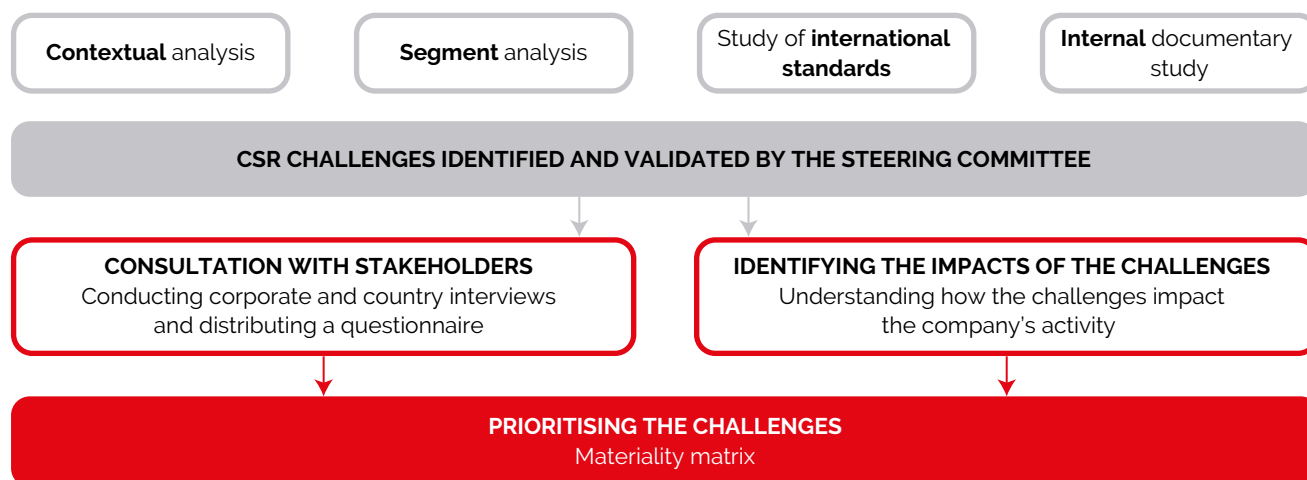 Contextual analysis
Segment analysis
Study of international
standards
Internal documentary
study
CSR CHALLENGES IDENTIFIED AND VALIDATED BY THE STEERING COMMITTEE
CONSULTATION WITH STAKEHOLDERS
Conducting corporate and country interviews
and distributing a questionnaire
IDENTIFYING THE IMPACTS OF THE CHALLENGES
Understanding how the challenges impact
the company's activity
PRIORITISING THE CHALLENGES
Materiality matrix